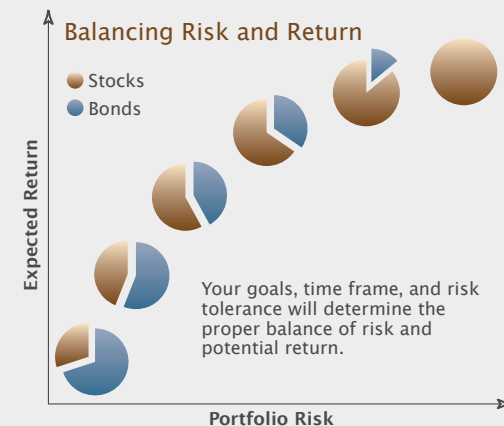 Balancing Risk and Return
Stocks
Bonds
Expected Return
Your goals, time frame, and risk
tolerance will determine the
proper balance of risk and
potential return.
Portfolio Risk